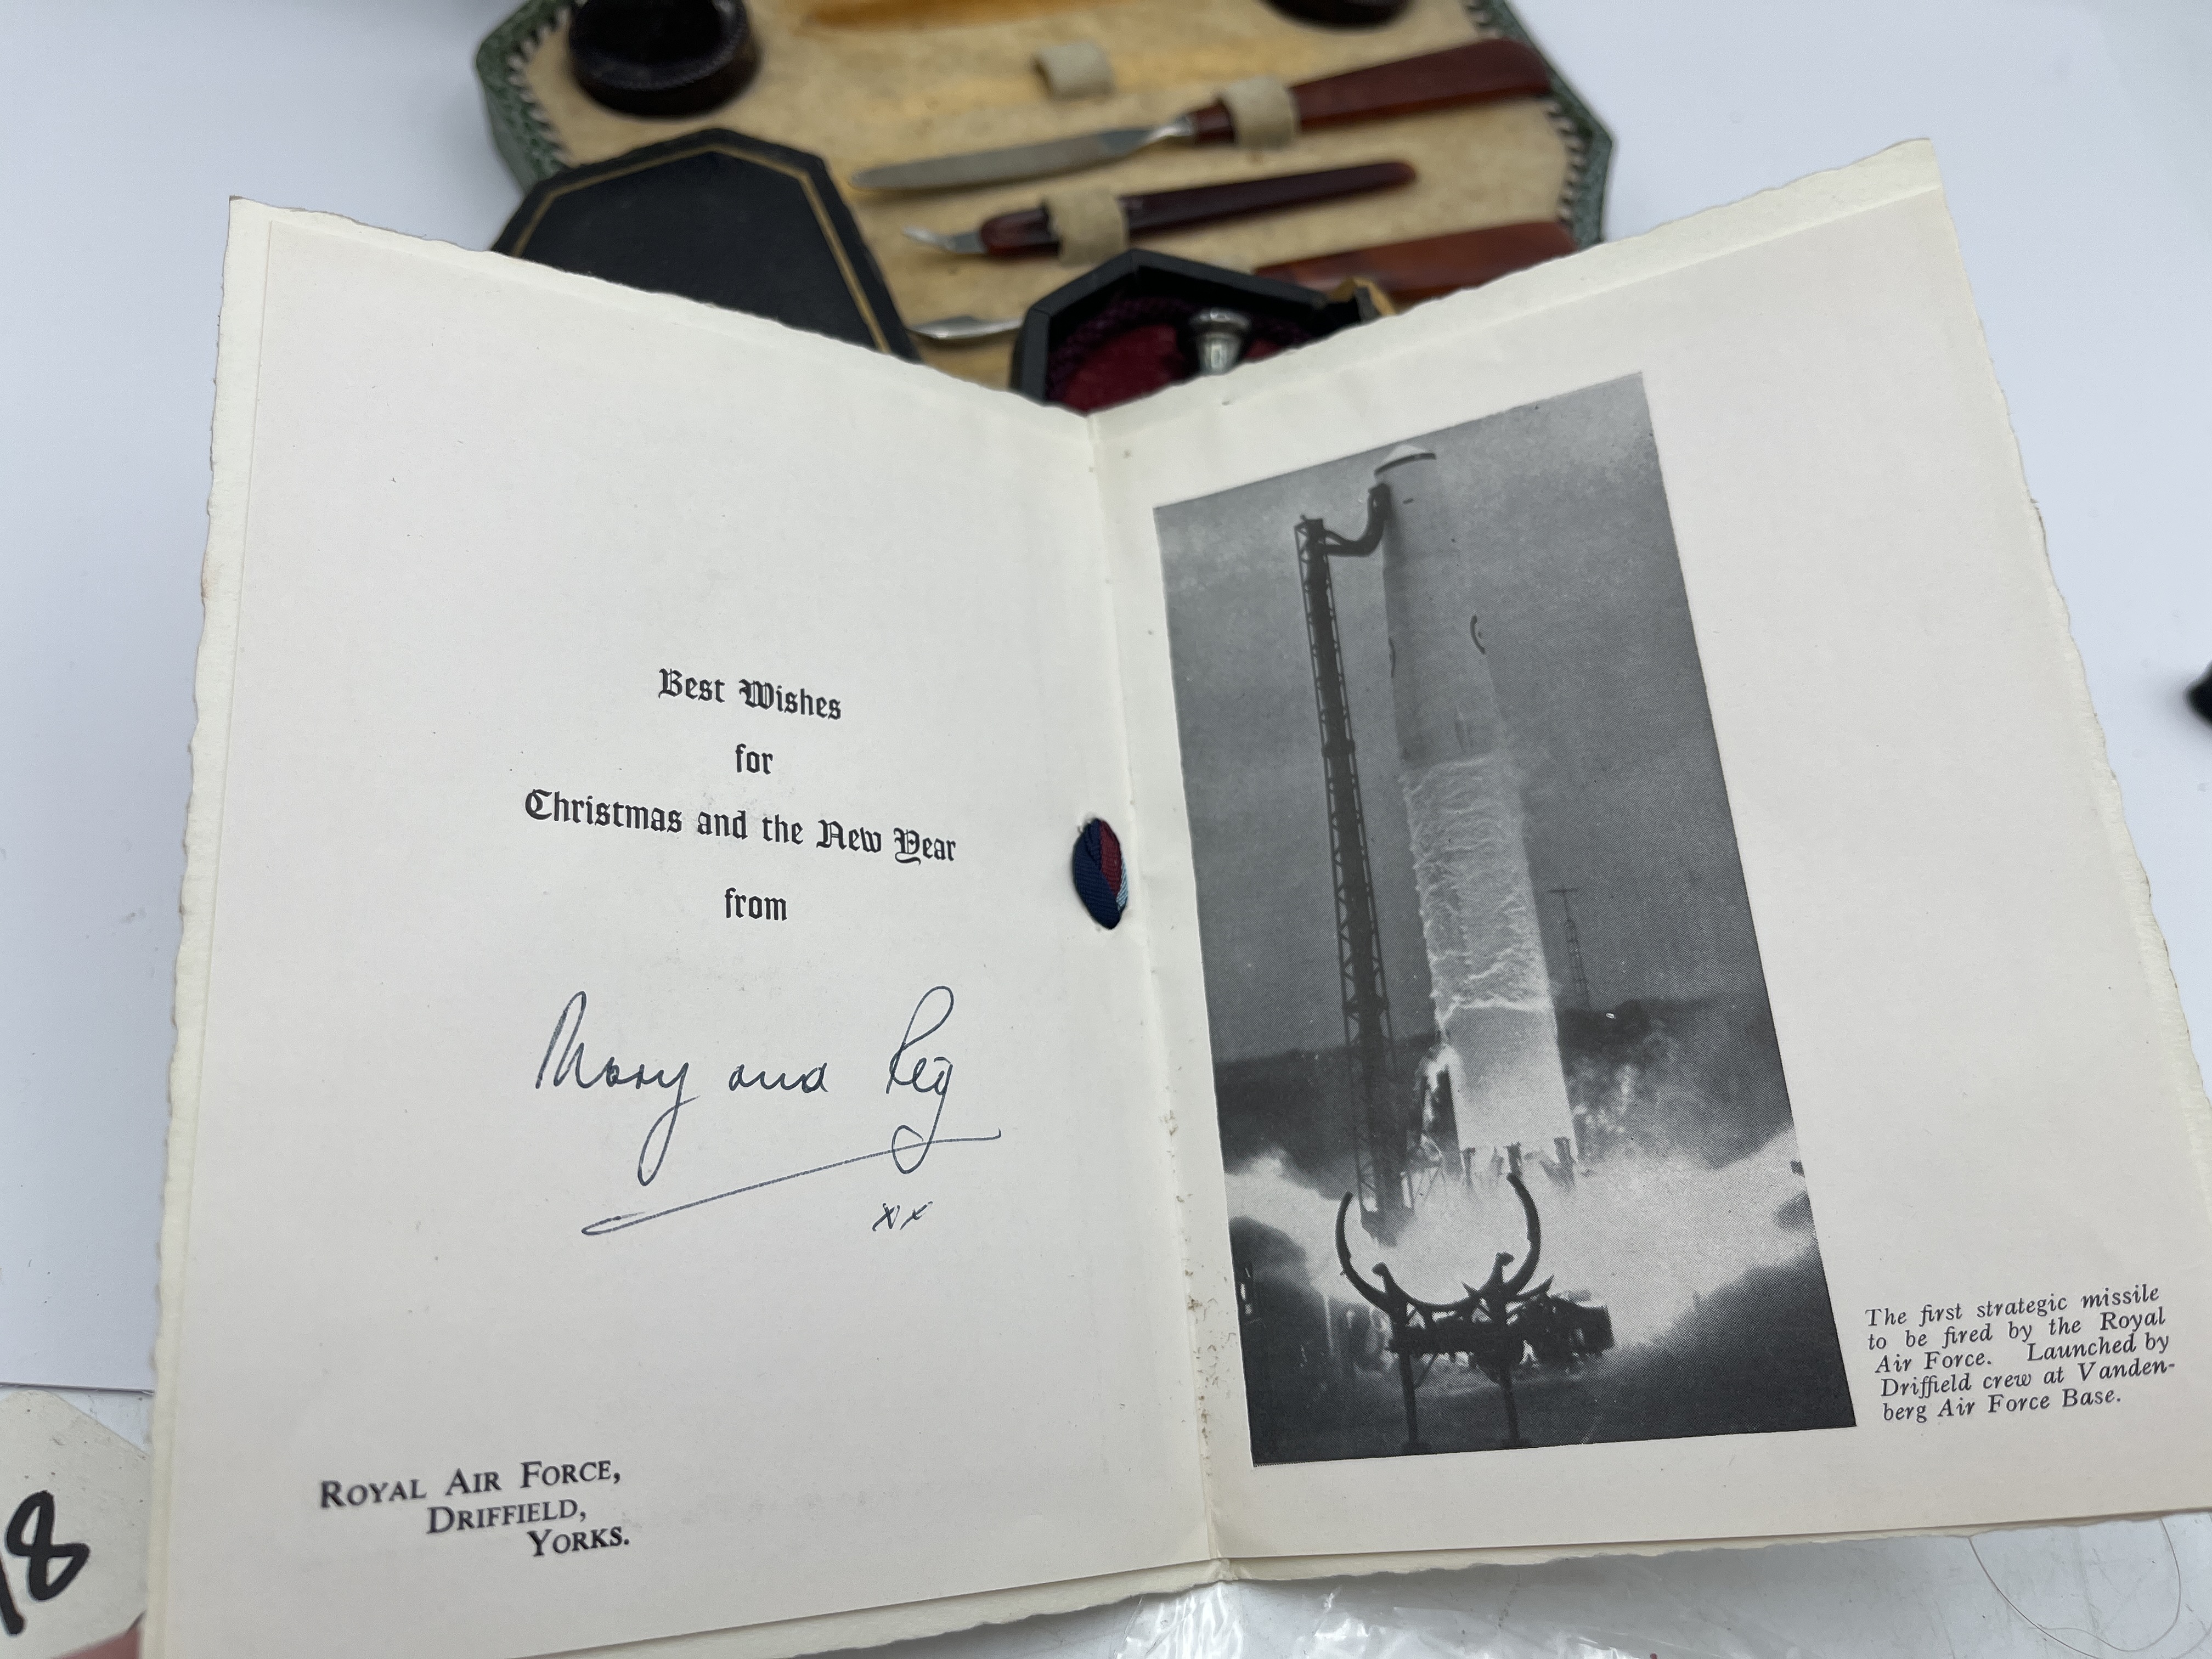 Best Wishes
for
Christmas and the New Year
from
Mary and Reg
xx
Royal Air Force,
Driffield,
Yorks.
The first strategic missile
to be fired by the Royal
Air Force. Launched by
Driffield crew at Vanden-
berg Air Force Base.
18